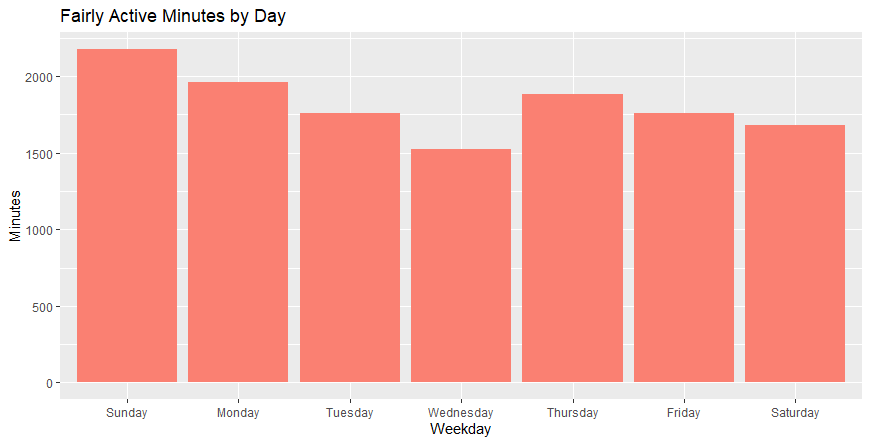 Fairly Active Minutes by Day
Minutes
2000
1500
1000
500
0
Sunday Monday Tuesday Wednesday Thursday Friday Saturday
Weekday